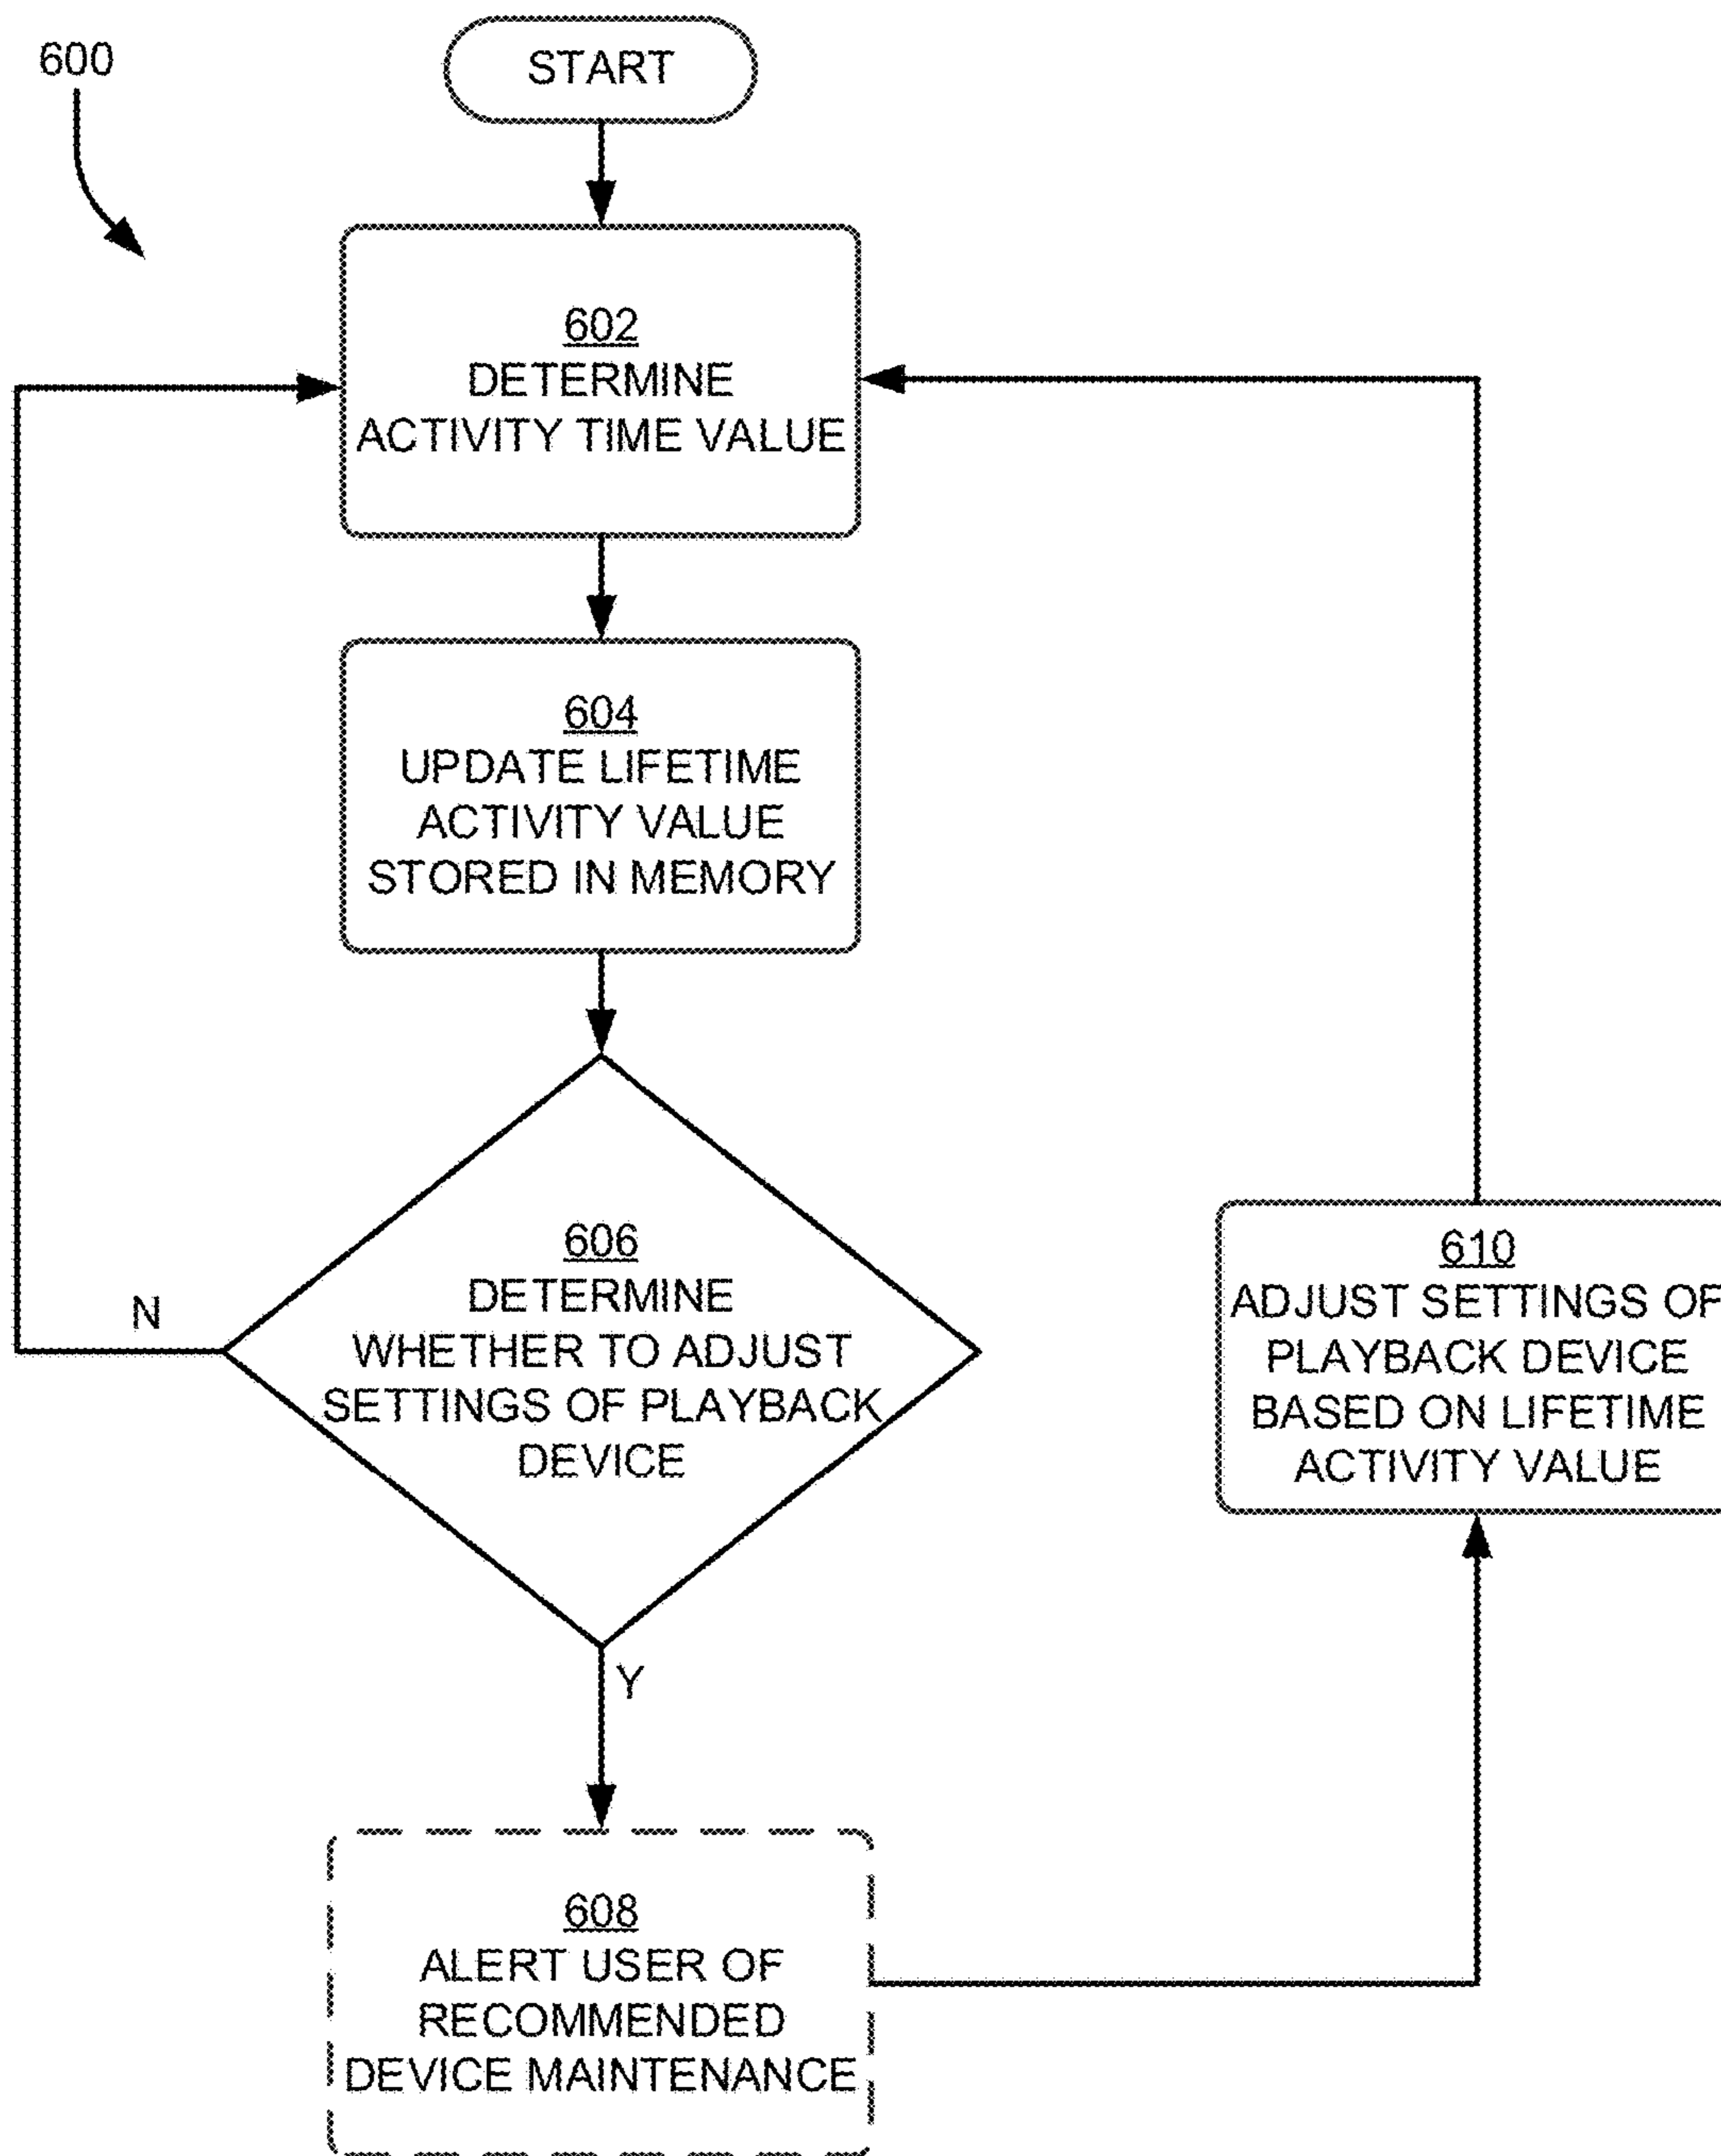 600
START
602
DETERMINE
ACTIVITY TIME VALUE
604
UPDATE LIFETIME
ACTIVITY VALUE
STORED IN MEMORY
606
DETERMINE
WHETHER TO ADJUST
SETTINGS OF PLAYBACK
DEVICE
N
Y
608
ALERT USER OF
RECOMMENDED
DEVICE MAINTENANCE
610
ADJUST SETTINGS OF
PLAYBACK DEVICE
BASED ON LIFETIME
ACTIVITY VALUE